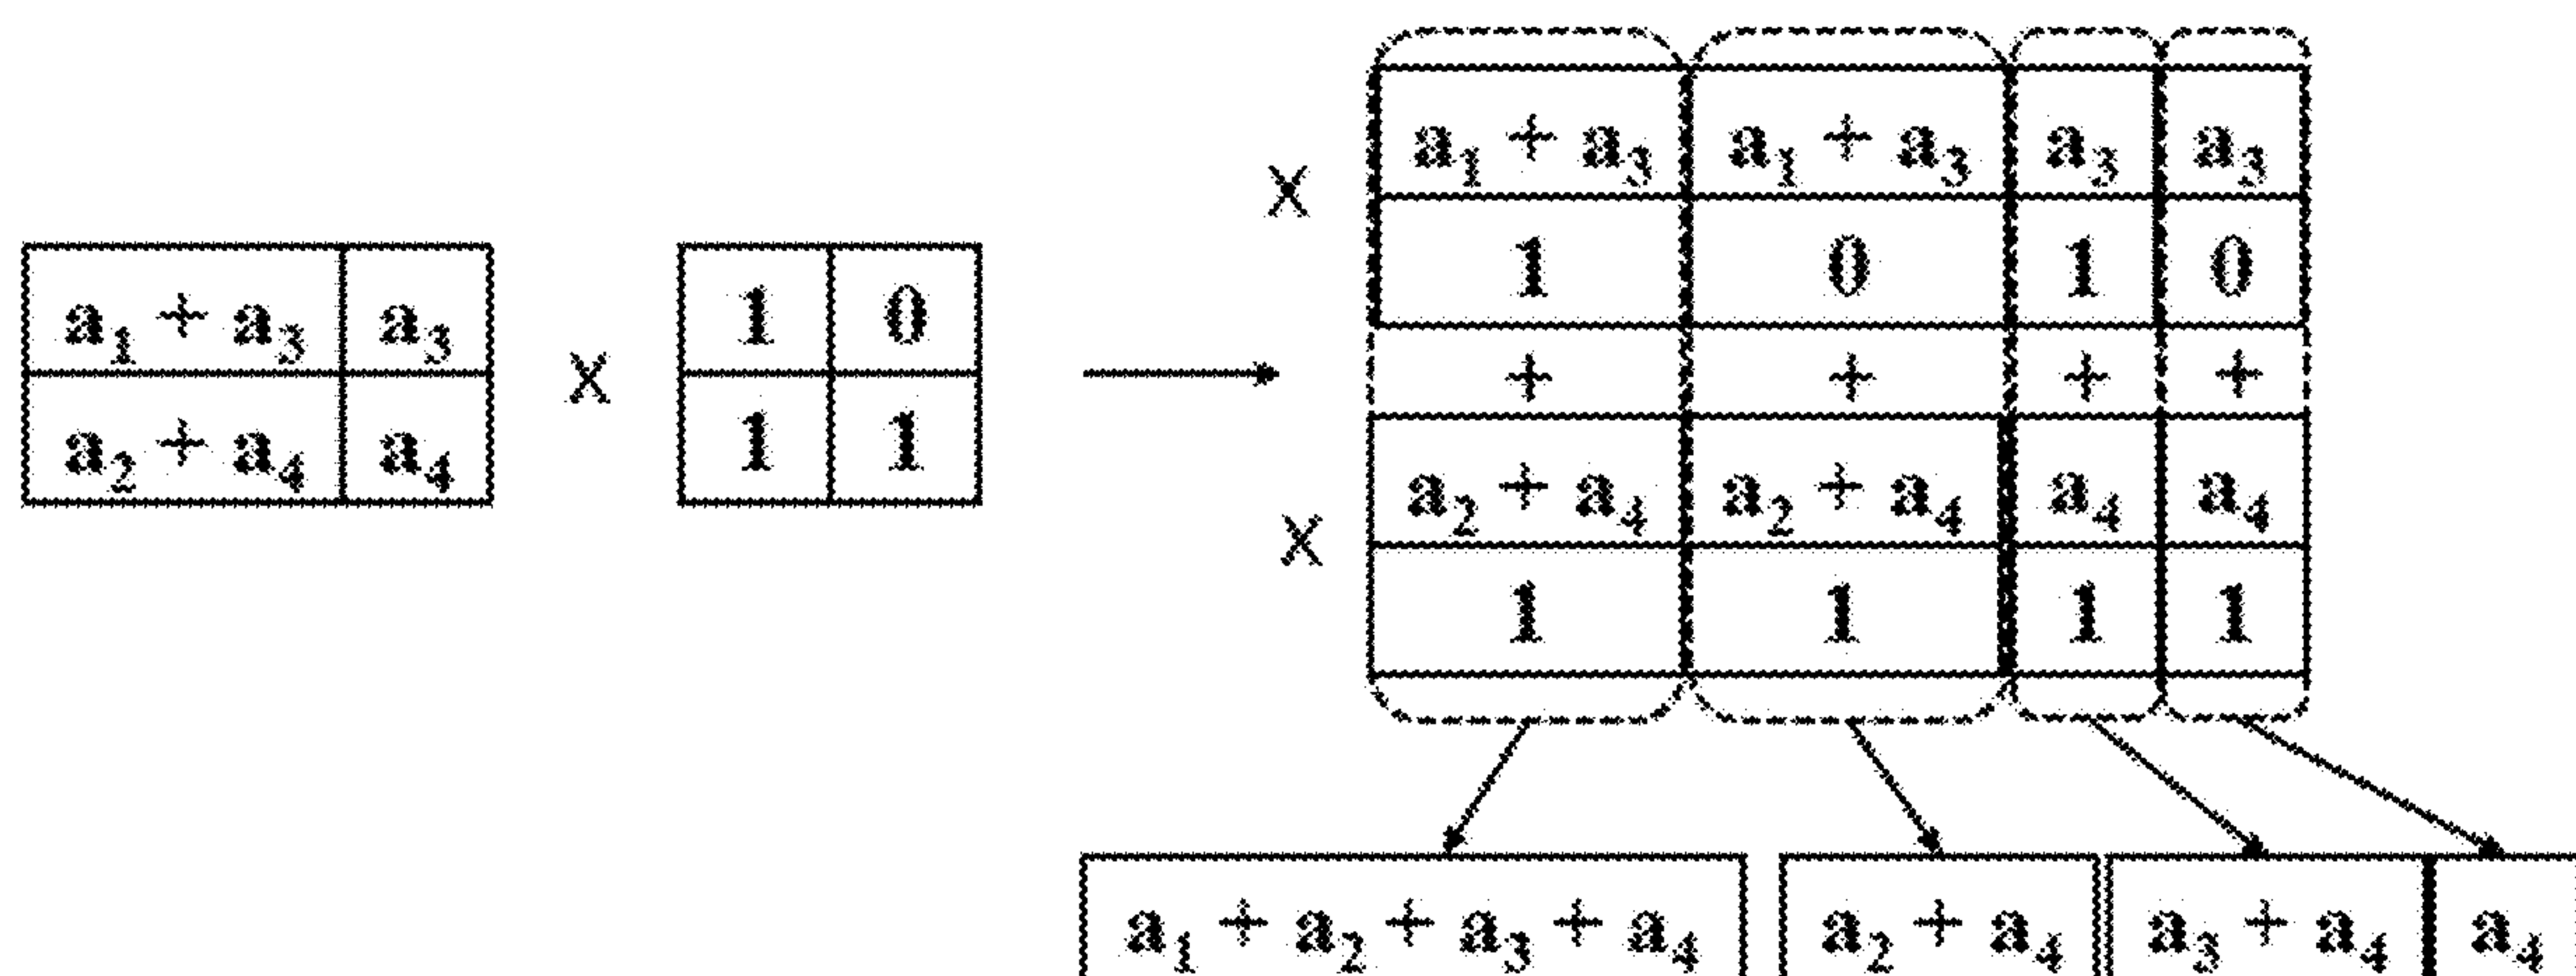 x a₁ + a₃ a₁ + a₃ a₃ a₃
1 0 1 0
a₁ + a₃ a₃ x 1 0
+ + + +
a₂ + a₄ a₄ 1 1
x a₂ + a₄ a₂ + a₄ a₄ a₄
1 1 1 1
a₁ + a₂ + a₃ + a₄ a₂ + a₄ a₃ + a₄ a₄